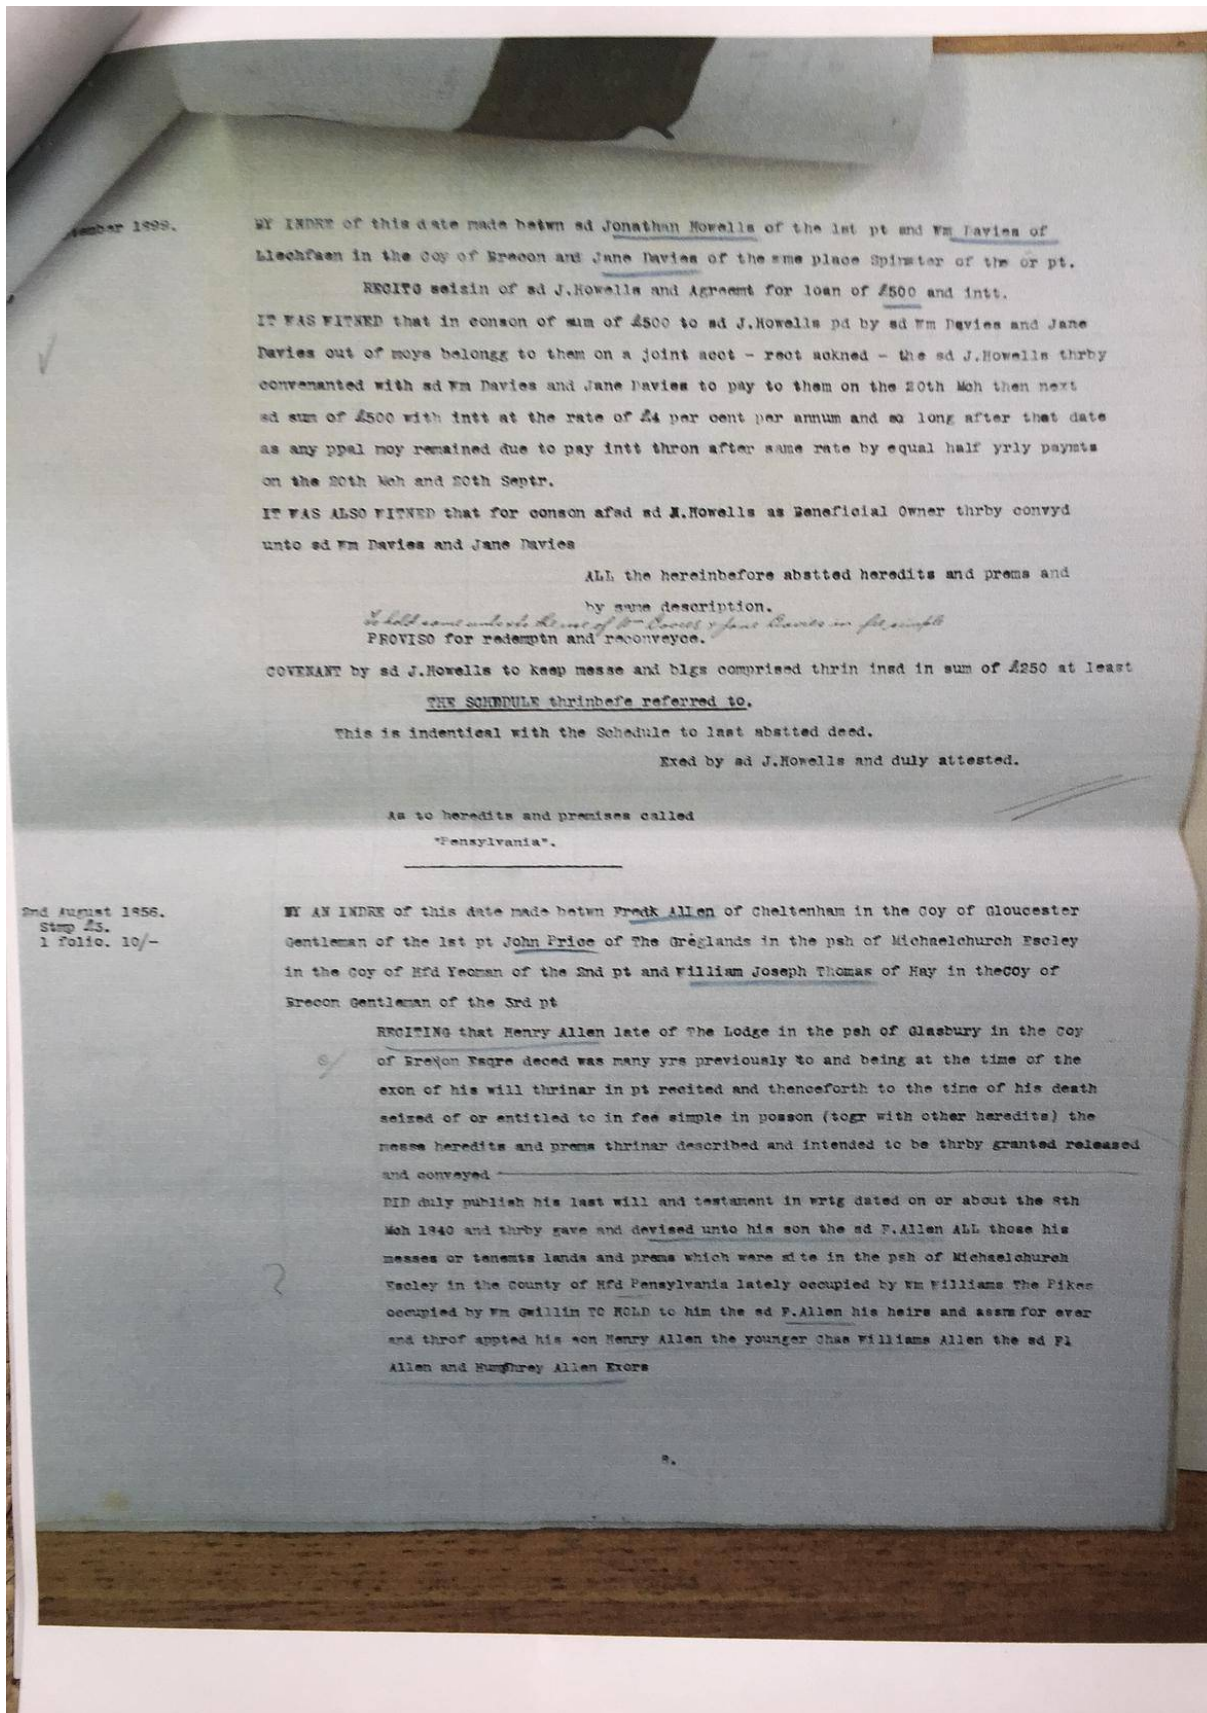 tember 1899.
BY INDRE of this date made betwn sd Jonathan Howells of the 1st pt and Wm Davies of
Llechfaen in the Coy of Brecon and Jane Davies of the sme place Spinster of the or pt.
RECITG seizin of sd J.Howells and Agreemt for loan of £500 and intt.
IT WAS WITNED that in conson of sum of £500 to sd J.Howells pd by sd Wm Davies and Jane
Davies out of moys belongg to them on a joint acct - rect ackned - the sd J.Howells thrby
convenanted with sd Wm Davies and Jane Davies to pay to them on the 20th Mch then next
sd sum of £500 with intt at the rate of £4 per cent per annum and so long after that date
as any ppal moy remained due to pay intt thron after same rate by equal half yrly paymts
on the 20th Mch and 20th Septr.
IT WAS ALSO WITNED that for conson afsd sd J.Howells as Beneficial Owner thrby convyd
unto sd Wm Davies and Jane Davies
ALL the hereinbefore abstted heredits and prems and
by same description.
To hold same unto & to the use of Wm Davies & Jane Davies in fee simple
PROVISO for redemptn and reconveyce.
COVENANT by sd J.Howells to keep messe and blgs comprised thrin insd in sum of £250 at least
THE SCHEDULE thrinbefe referred to.
This is indentical with the Schedule to last abstted deed.
Exed by sd J.Howells and duly attested.
As to heredits and premises called
"Pensylvania".
2nd August 1856.
Stmp £3.
1 folio. 10/-
BY AN INDRE of this date made betwn Fredk Allen of Cheltenham in the Coy of Gloucester
Gentleman of the 1st pt John Price of The Greglands in the psh of Michaelchurch Escley
in the Coy of Hfd Yeoman of the 2nd pt and William Joseph Thomas of Hay in theCoy of
Brecon Gentleman of the 3rd pt
RECITING that Henry Allen late of The Lodge in the psh of Glasbury in the Coy
of Brecon Esqre deced was many yrs previously to and being at the time of the
exon of his will thrinar in pt recited and thenceforth to the time of his death
seized of or entitled to in fee simple in posson (togr with other heredits) the
messe heredits and prems thrinar described and intended to be thrby granted released
and conveyed
DID duly publish his last will and testament in wrtg dated on or about the 8th
Mch 1840 and thrby gave and devised unto his son the sd F.Allen ALL those his
messes or tenemts lands and prems which were site in the psh of Michaelchurch
Escley in the County of Hfd Pensylvania lately occupied by Wm Williams The Pikes
occupied by Wm Gwillin TO HOLD to him the sd F.Allen his heirs and assns for ever
and throf appted his son Henry Allen the younger Chas Williams Allen the sd Fl
Allen and Humphrey Allen Exors
8.